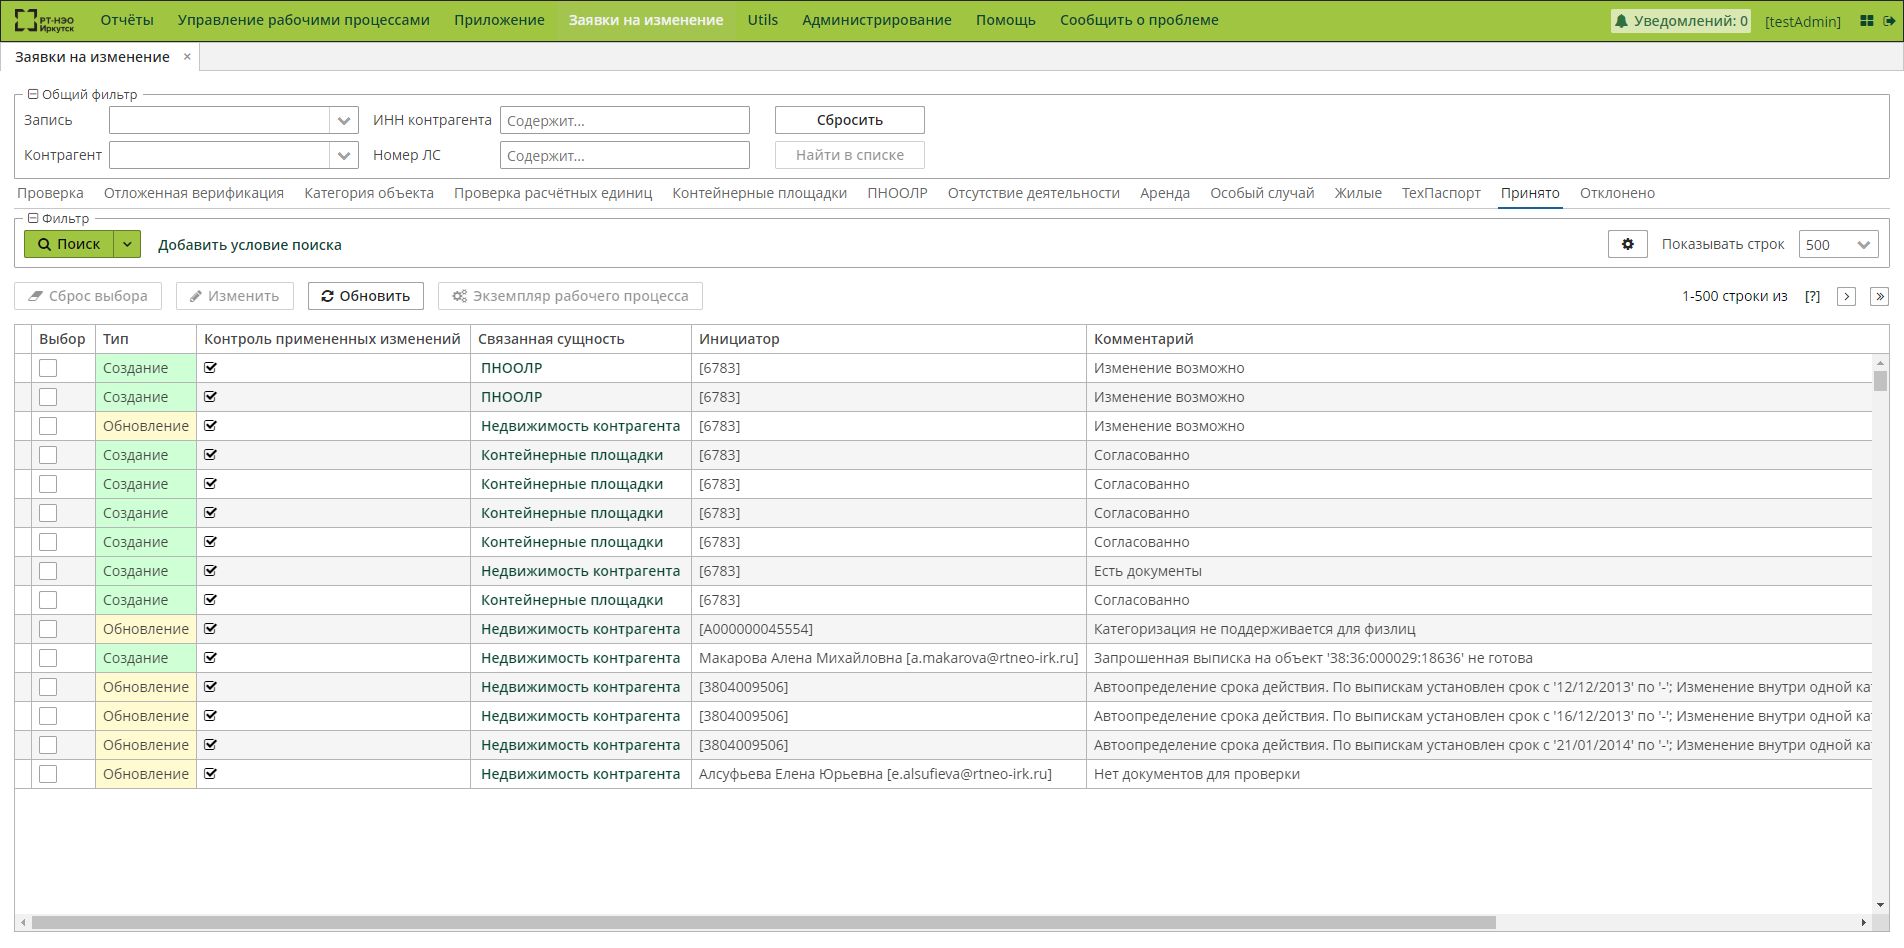 РТ-НЭО Иркутск Отчёты Управление рабочими процессами Приложение Заявки на изменение Utils Администрирование Помощь Сообщить о проблеме Уведомлений: 0 [testAdmin]
Заявки на изменение ×
Общий фильтр
Запись ИНН контрагента Содержит... Сбросить
Контрагент Номер ЛС Содержит... Найти в списке
Проверка Отложенная верификация Категория объекта Проверка расчётных единиц Контейнерные площадки ПНООЛР Отсутствие деятельности Аренда Особый случай Жилые ТехПаспорт Принято Отклонено
Фильтр
Поиск Добавить условие поиска Показывать строк 500
Сброс выбора Изменить Обновить Экземпляр рабочего процесса 1-500 строки из [?]
Выбор Тип Контроль примененных изменений Связанная сущность Инициатор Комментарий
Создание ПНООЛР [6783] Изменение возможно
Создание ПНООЛР [6783] Изменение возможно
Обновление Недвижимость контрагента [6783] Изменение возможно
Создание Контейнерные площадки [6783] Согласованно
Создание Контейнерные площадки [6783] Согласованно
Создание Контейнерные площадки [6783] Согласованно
Создание Контейнерные площадки [6783] Согласованно
Создание Недвижимость контрагента [6783] Есть документы
Создание Контейнерные площадки [6783] Согласованно
Обновление Недвижимость контрагента [A000000045554] Категоризация не поддерживается для физлиц
Создание Недвижимость контрагента Макарова Алена Михайловна [a.makarova@rtneo-irk.ru] Запрошенная выписка на объект '38:36:000029:18636' не готова
Обновление Недвижимость контрагента [3804009506] Автоопределение срока действия. По выпискам установлен срок с '12/12/2013' по '-'; Изменение внутри одной ка
Обновление Недвижимость контрагента [3804009506] Автоопределение срока действия. По выпискам установлен срок с '16/12/2013' по '-'; Изменение внутри одной ка
Обновление Недвижимость контрагента [3804009506] Автоопределение срока действия. По выпискам установлен срок с '21/01/2014' по '-'; Изменение внутри одной ка
Обновление Недвижимость контрагента Алсуфьева Елена Юрьевна [e.alsufieva@rtneo-irk.ru] Нет документов для проверки